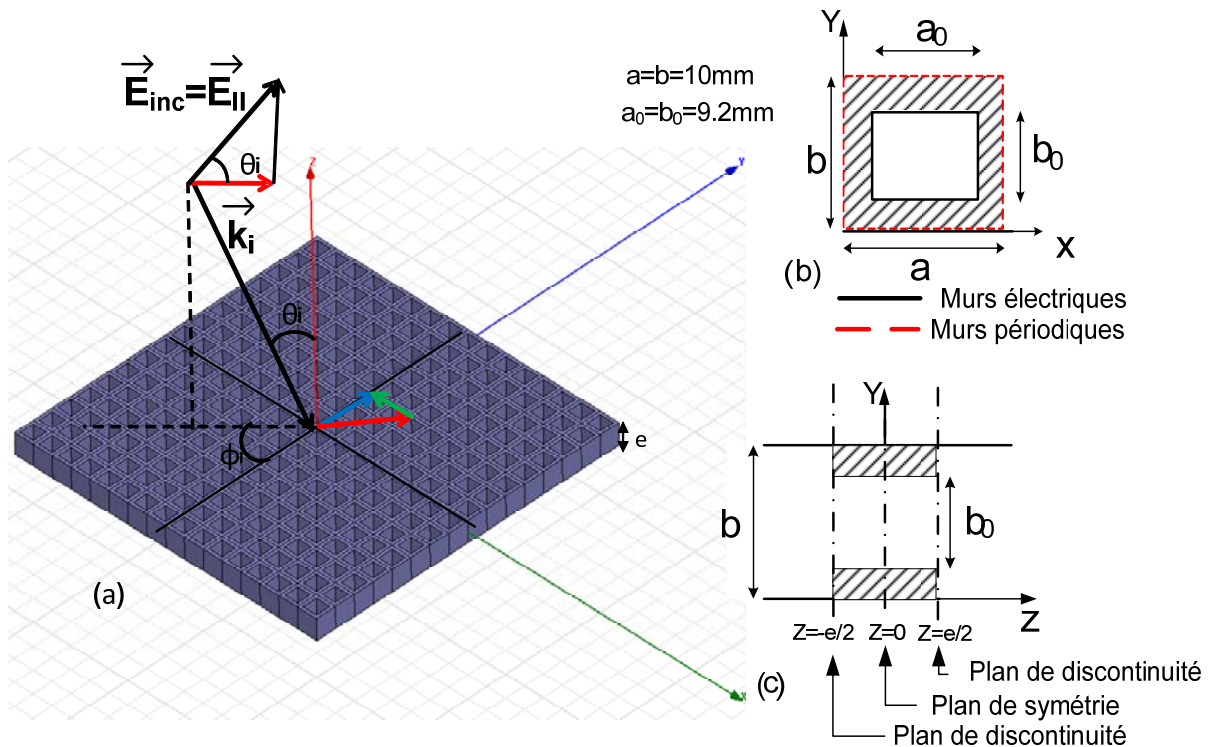 E_inc=E_II
θi
k_i
θi
ϕi
Z
Y
X
e
(a)
a=b=10mm
a₀=b₀=9.2mm
Y
a₀
b
b₀
X
a
(b)
Murs électriques
Murs périodiques
Y
b
b₀
Z
Z=-e/2
Z=0
Z=e/2
(c)
Plan de discontinuité
Plan de symétrie
Plan de discontinuité